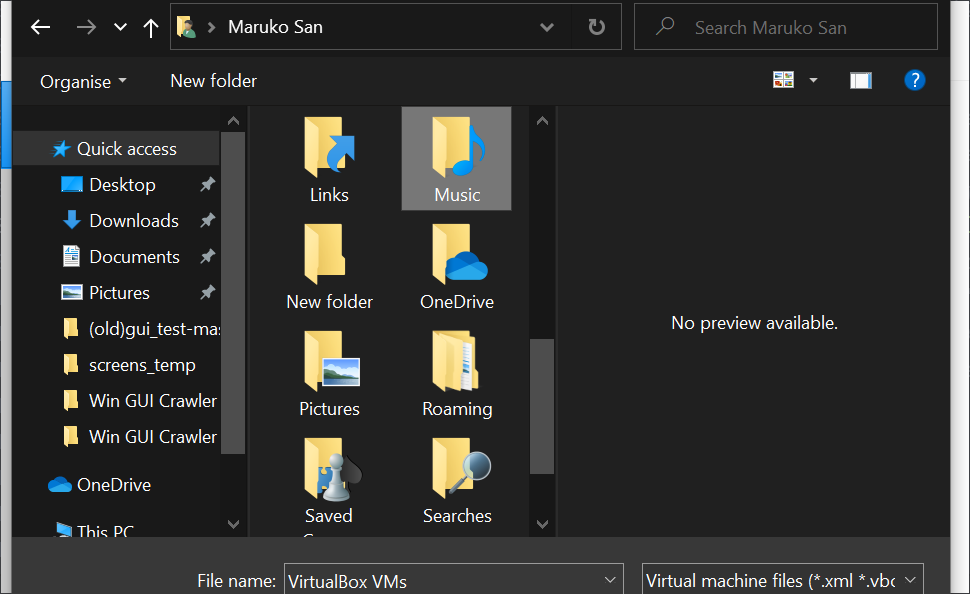 Maruko San
Search Maruko San
Organise
New folder
?
Quick access
Desktop
Downloads
Documents
Pictures
(old)gui_test-mas
screens_temp
Win GUI Crawler
Win GUI Crawler
OneDrive
This PC
Links
Music
New folder
OneDrive
Pictures
Roaming
Saved
Searches
No preview available.
File name:
VirtualBox VMs
Virtual machine files (*.xml *.vbo